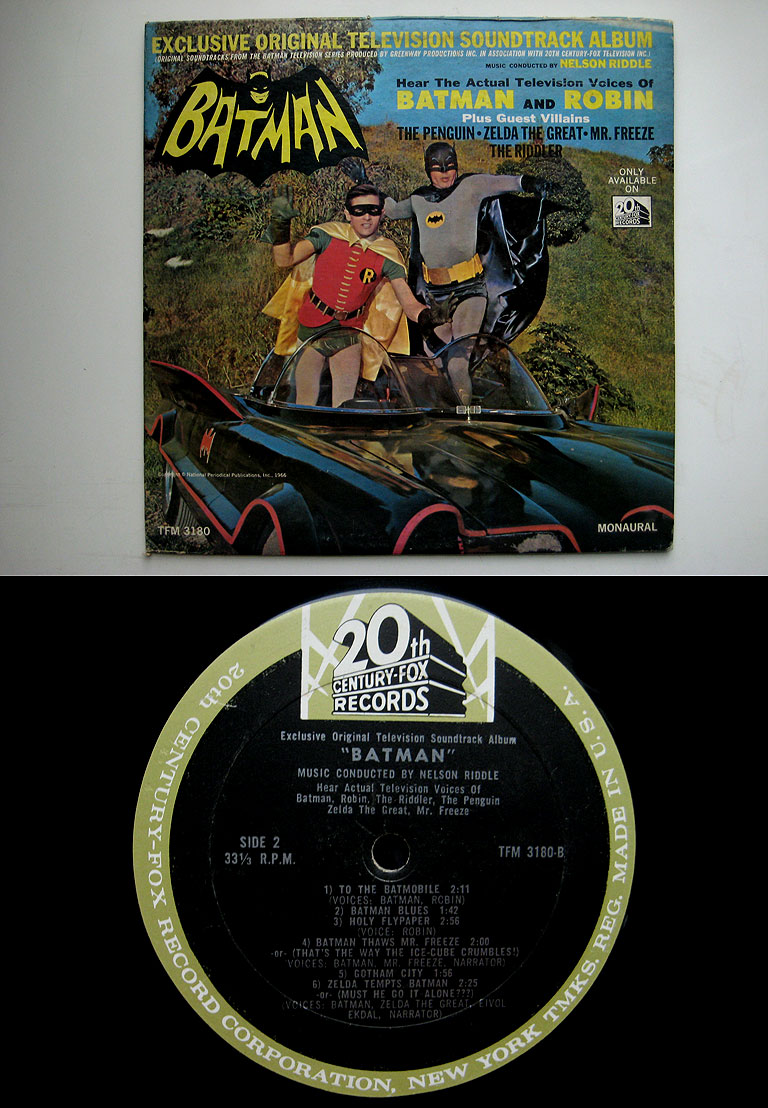 EXCLUSIVE ORIGINAL TELEVISION SOUNDTRACK ALBUM
(ORIGINAL SOUNDTRACKS FROM THE BATMAN TELEVISION SERIES PRODUCED BY GREENWAY PRODUCTIONS INC. IN ASSOCIATION WITH 20TH CENTURY-FOX TELEVISION INC.)
MUSIC CONDUCTED BY NELSON RIDDLE
BATMAN
Hear The Actual Television Voices Of
BATMAN AND ROBIN
Plus Guest Villains
THE PENGUIN • ZELDA THE GREAT • MR. FREEZE
THE RIDDLER
ONLY
AVAILABLE
ON
20th
CENTURY-FOX
RECORDS
R
Copyright © National Periodical Publications, Inc., 1966
TFM 3180
MONAURAL
20th
CENTURY-FOX
RECORDS
Exclusive Original Television Soundtrack Album
"BATMAN"
MUSIC CONDUCTED BY NELSON RIDDLE
Hear Actual Television Voices Of
Batman, Robin, The Riddler, The Penguin
Zelda The Great, Mr. Freeze
SIDE 2
33⅓ R.P.M.
TFM 3180-B
1) TO THE BATMOBILE 2:11
(VOICES: BATMAN, ROBIN)
2) BATMAN BLUES 1:42
3) HOLY FLYPAPER 2:56
(VOICE: ROBIN)
4) BATMAN THAWS MR. FREEZE 2:00
-or- (THAT'S THE WAY THE ICE-CUBE CRUMBLES!)
VOICES: BATMAN, MR. FREEZE, NARRATOR)
5) GOTHAM CITY 1:56
6) ZELDA TEMPTS BATMAN 2:25
-or- (MUST HE GO IT ALONE???)
(VOICES: BATMAN, ZELDA THE GREAT, EIVOL
EKDAL, NARRATOR)
20th CENTURY-FOX RECORD CORPORATION, NEW YORK TMKS. REG. MADE IN U.S.A.